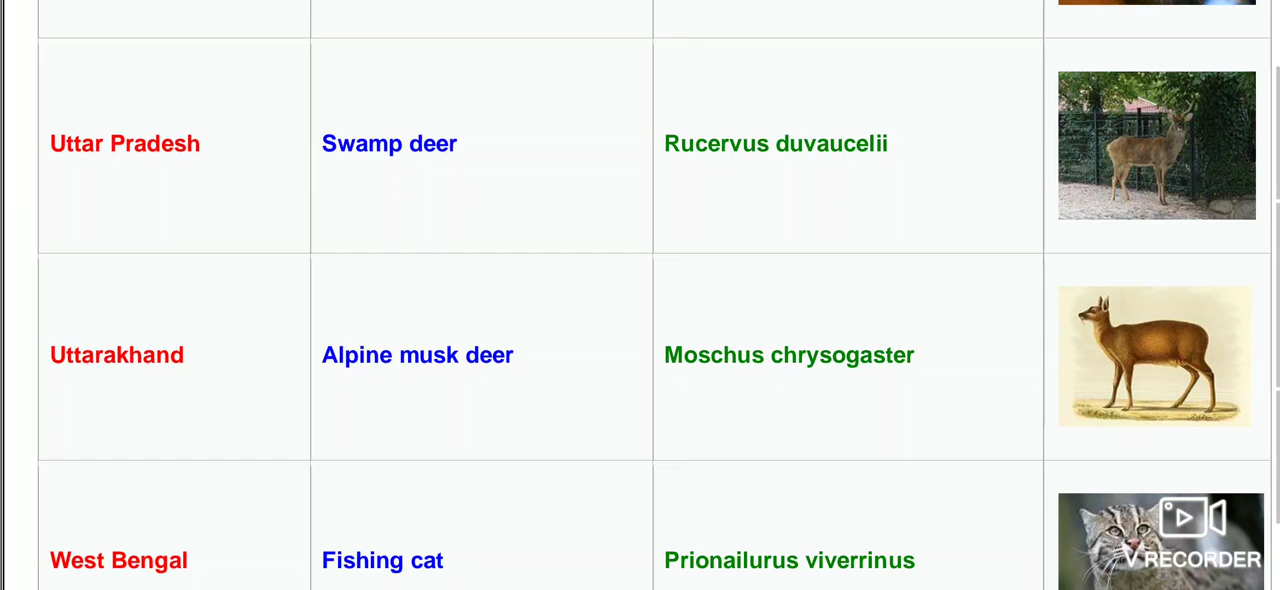 Uttar Pradesh Swamp deer Rucervus duvaucelii
Uttarakhand Alpine musk deer Moschus chrysogaster
V RECORDER
West Bengal Fishing cat Prionailurus viverrinus